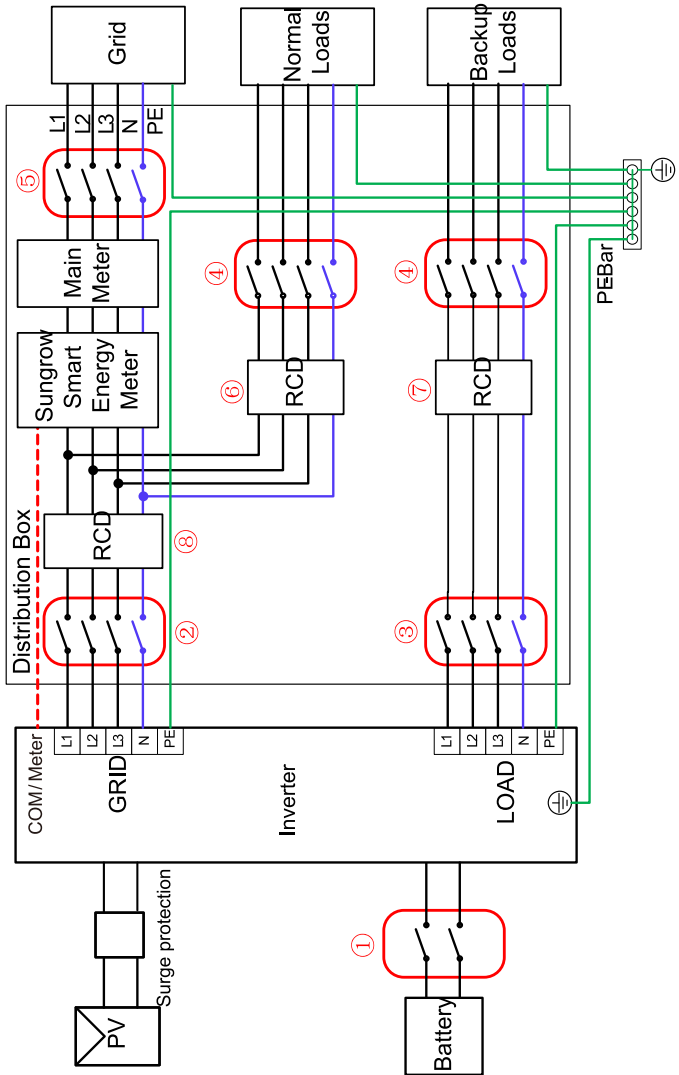 Grid
Normal
Loads
Backup
Loads
L1
L2
L3
N
PE
⑤
Main
Meter
④
④
PE-Bar
Sungrow
Smart
Energy
Meter
⑥
RCD
⑦
RCD
Distribution Box
RCD
⑧
②
③
COM/Meter
L1
L2
L3
N
PE
GRID
Inverter
L1
L2
L3
N
PE
LOAD
Surge protection
①
PV
Battery